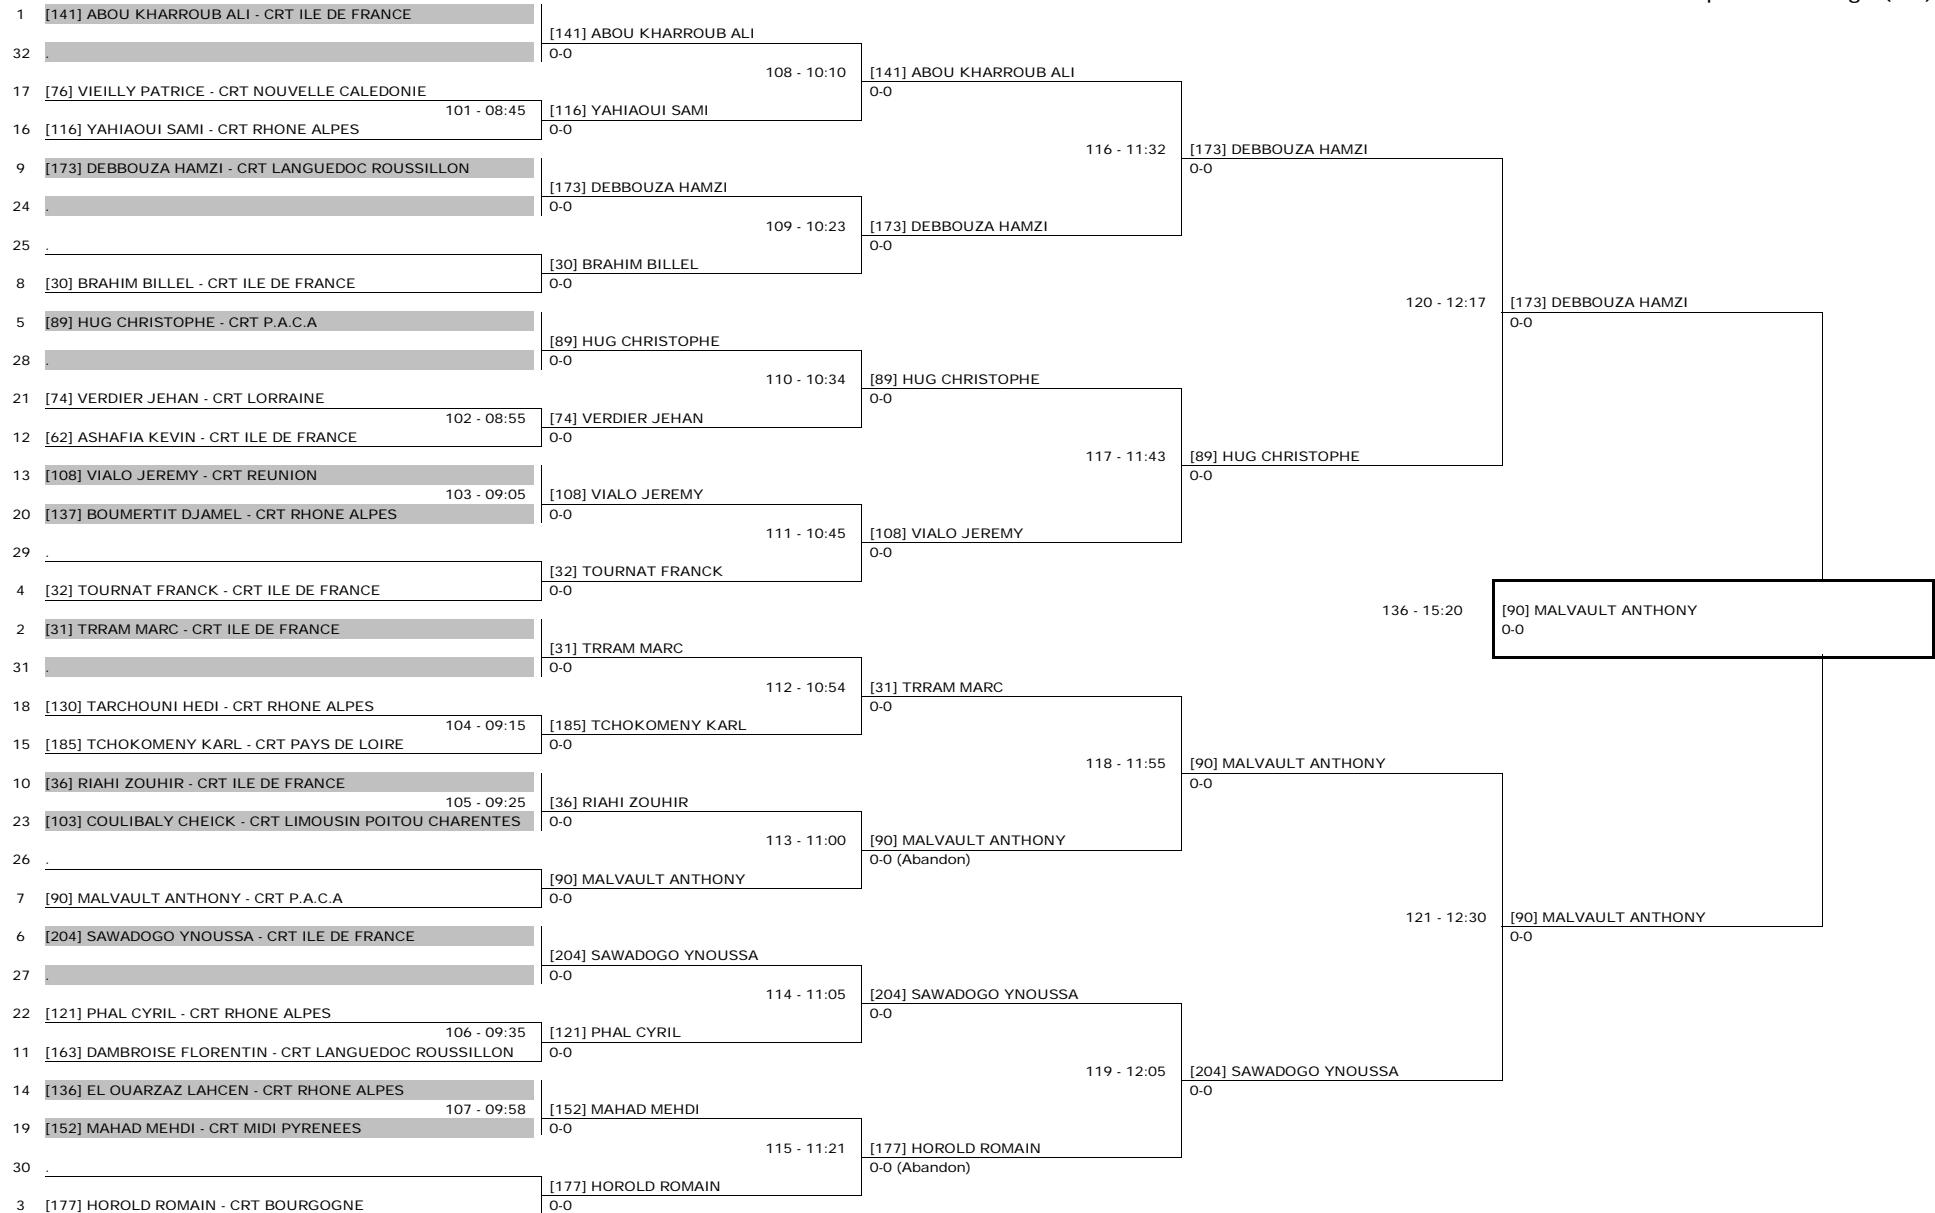 1 [141] ABOU KHARROUB ALI - CRT ILE DE FRANCE
[141] ABOU KHARROUB ALI
32 .
0-0
108 - 10:10
[141] ABOU KHARROUB ALI
17 [76] VIEILLY PATRICE - CRT NOUVELLE CALEDONIE
0-0
101 - 08:45
[116] YAHIAOUI SAMI
16 [116] YAHIAOUI SAMI - CRT RHONE ALPES
0-0
116 - 11:32
[173] DEBBOUZA HAMZI
9 [173] DEBBOUZA HAMZI - CRT LANGUEDOC ROUSSILLON
0-0
[173] DEBBOUZA HAMZI
24 .
0-0
109 - 10:23
[173] DEBBOUZA HAMZI
25 .
0-0
[30] BRAHIM BILLEL
8 [30] BRAHIM BILLEL - CRT ILE DE FRANCE
0-0
120 - 12:17
[173] DEBBOUZA HAMZI
5 [89] HUG CHRISTOPHE - CRT P.A.C.A
0-0
[89] HUG CHRISTOPHE
28 .
0-0
110 - 10:34
[89] HUG CHRISTOPHE
21 [74] VERDIER JEHAN - CRT LORRAINE
0-0
102 - 08:55
[74] VERDIER JEHAN
12 [62] ASHAFIA KEVIN - CRT ILE DE FRANCE
0-0
117 - 11:43
[89] HUG CHRISTOPHE
13 [108] VIALO JEREMY - CRT REUNION
0-0
103 - 09:05
[108] VIALO JEREMY
20 [137] BOUMERTIT DJAMEL - CRT RHONE ALPES
0-0
111 - 10:45
[108] VIALO JEREMY
29 .
0-0
[32] TOURNAT FRANCK
4 [32] TOURNAT FRANCK - CRT ILE DE FRANCE
0-0
136 - 15:20
[90] MALVAULT ANTHONY
2 [31] TRRAM MARC - CRT ILE DE FRANCE
0-0
[31] TRRAM MARC
31 .
0-0
112 - 10:54
[31] TRRAM MARC
18 [130] TARCHOUNI HEDI - CRT RHONE ALPES
0-0
104 - 09:15
[185] TCHOKOMENY KARL
15 [185] TCHOKOMENY KARL - CRT PAYS DE LOIRE
0-0
118 - 11:55
[90] MALVAULT ANTHONY
10 [36] RIAHI ZOUHIR - CRT ILE DE FRANCE
0-0
105 - 09:25
[36] RIAHI ZOUHIR
23 [103] COULIBALY CHEICK - CRT LIMOUSIN POITOU CHARENTES
0-0
113 - 11:00
[90] MALVAULT ANTHONY
26 .
0-0 (Abandon)
[90] MALVAULT ANTHONY
7 [90] MALVAULT ANTHONY - CRT P.A.C.A
0-0
121 - 12:30
[90] MALVAULT ANTHONY
6 [204] SAWADOGO YNOUSSA - CRT ILE DE FRANCE
0-0
[204] SAWADOGO YNOUSSA
27 .
0-0
114 - 11:05
[204] SAWADOGO YNOUSSA
22 [121] PHAL CYRIL - CRT RHONE ALPES
0-0
106 - 09:35
[121] PHAL CYRIL
11 [163] DAMBROISE FLORENTIN - CRT LANGUEDOC ROUSSILLON
0-0
119 - 12:05
[204] SAWADOGO YNOUSSA
14 [136] EL OUARZAZ LAHCEN - CRT RHONE ALPES
0-0
107 - 09:58
[152] MAHAD MEHDI
19 [152] MAHAD MEHDI - CRT MIDI PYRENEES
0-0
115 - 11:21
[177] HOROLD ROMAIN
30 .
0-0 (Abandon)
[177] HOROLD ROMAIN
3 [177] HOROLD ROMAIN - CRT BOURGOGNE
0-0